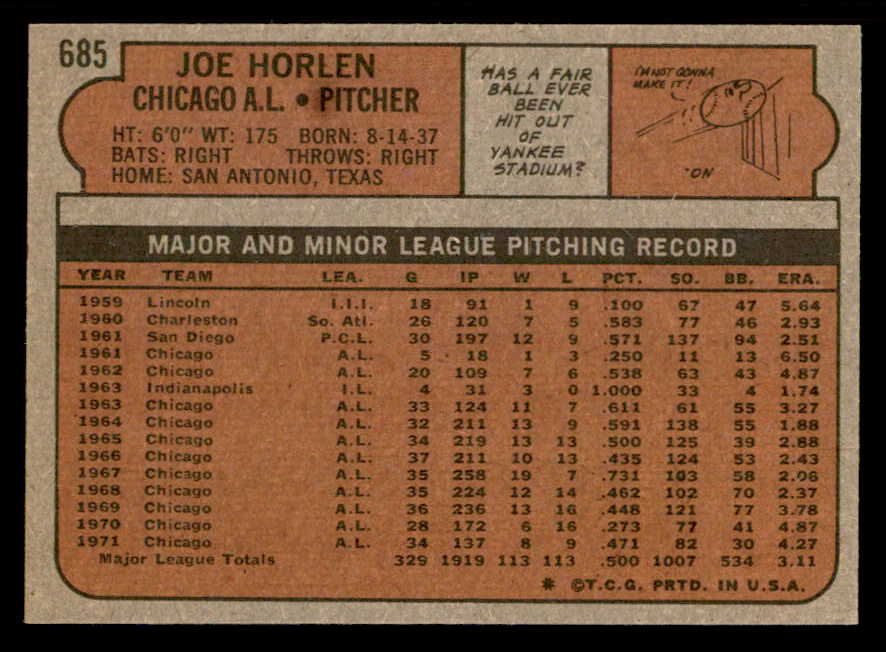 685
JOE HORLEN
CHICAGO A.L. • PITCHER
HT: 6'0" WT: 175 BORN: 8-14-37
BATS: RIGHT THROWS: RIGHT
HOME: SAN ANTONIO, TEXAS
HAS A FAIR
BALL EVER
BEEN
HIT OUT
OF
YANKEE
STADIUM?
I'M NOT GONNA
MAKE IT!
"ON
MAJOR AND MINOR LEAGUE PITCHING RECORD
YEAR TEAM LEA. G IP W L PCT. SO. BB. ERA.
1959 Lincoln I.I.I. 18 91 1 9 .100 67 47 5.64
1960 Charleston So. Atl. 26 120 7 5 .583 77 46 2.93
1961 San Diego P.C.L. 30 197 12 9 .571 137 94 2.51
1961 Chicago A.L. 5 18 1 3 .250 11 13 6.50
1962 Chicago A.L. 20 109 7 6 .538 63 43 4.87
1963 Indianapolis I.L. 4 31 3 0 1.000 33 4 1.74
1963 Chicago A.L. 33 124 11 7 .611 61 55 3.27
1964 Chicago A.L. 32 211 13 9 .591 138 55 1.88
1965 Chicago A.L. 34 219 13 13 .500 125 39 2.88
1966 Chicago A.L. 37 211 10 13 .435 124 53 2.43
1967 Chicago A.L. 35 258 19 7 .731 103 58 2.06
1968 Chicago A.L. 35 224 12 14 .462 102 70 2.37
1969 Chicago A.L. 36 236 13 16 .448 121 77 3.78
1970 Chicago A.L. 28 172 6 16 .273 77 41 4.87
1971 Chicago A.L. 34 137 8 9 .471 82 30 4.27
Major League Totals 329 1919 113 113 .500 1007 534 3.11
* ©T.C.G. PRTD. IN U.S.A.